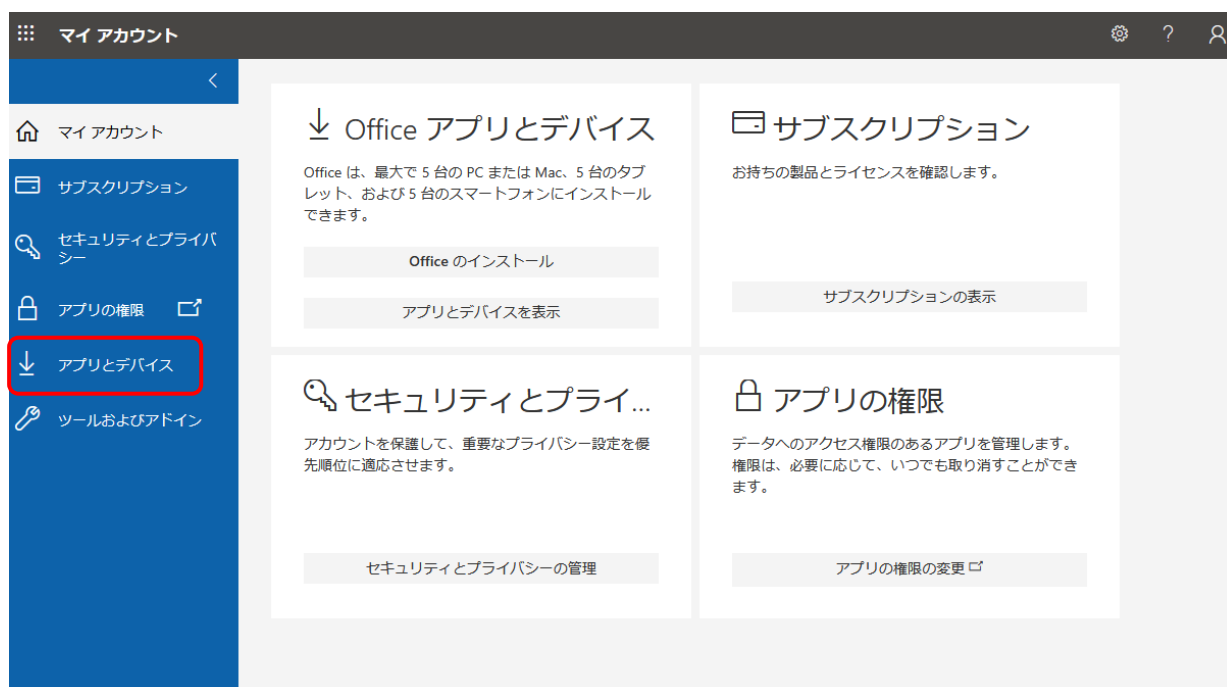 マイ アカウント
?
マイ アカウント
サブスクリプション
セキュリティとプライバ
シー
アプリの権限
アプリとデバイス
ツールおよびアドイン
Office アプリとデバイス
Office は、最大で 5 台の PC または Mac、5 台のタブ
レット、および 5 台のスマートフォンにインストール
できます。
Office のインストール
アプリとデバイスを表示
サブスクリプション
お持ちの製品とライセンスを確認します。
サブスクリプションの表示
セキュリティとプライ...
アカウントを保護して、重要なプライバシー設定を優
先順位に適応させます。
セキュリティとプライバシーの管理
アプリの権限
データへのアクセス権限のあるアプリを管理します。
権限は、必要に応じて、いつでも取り消すことができ
ます。
アプリの権限の変更